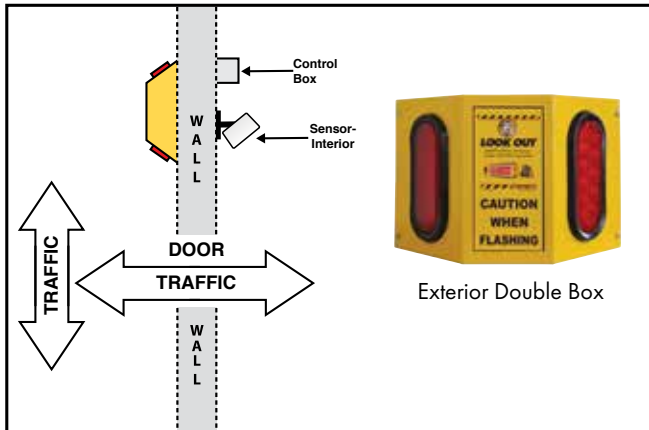 Control
Box
Sensor-
Interior
W
A
L
L
DOOR
TRAFFIC
TRAFFIC
W
A
L
L
LOOK OUT
CAUTION
WHEN
FLASHING
Exterior Double Box